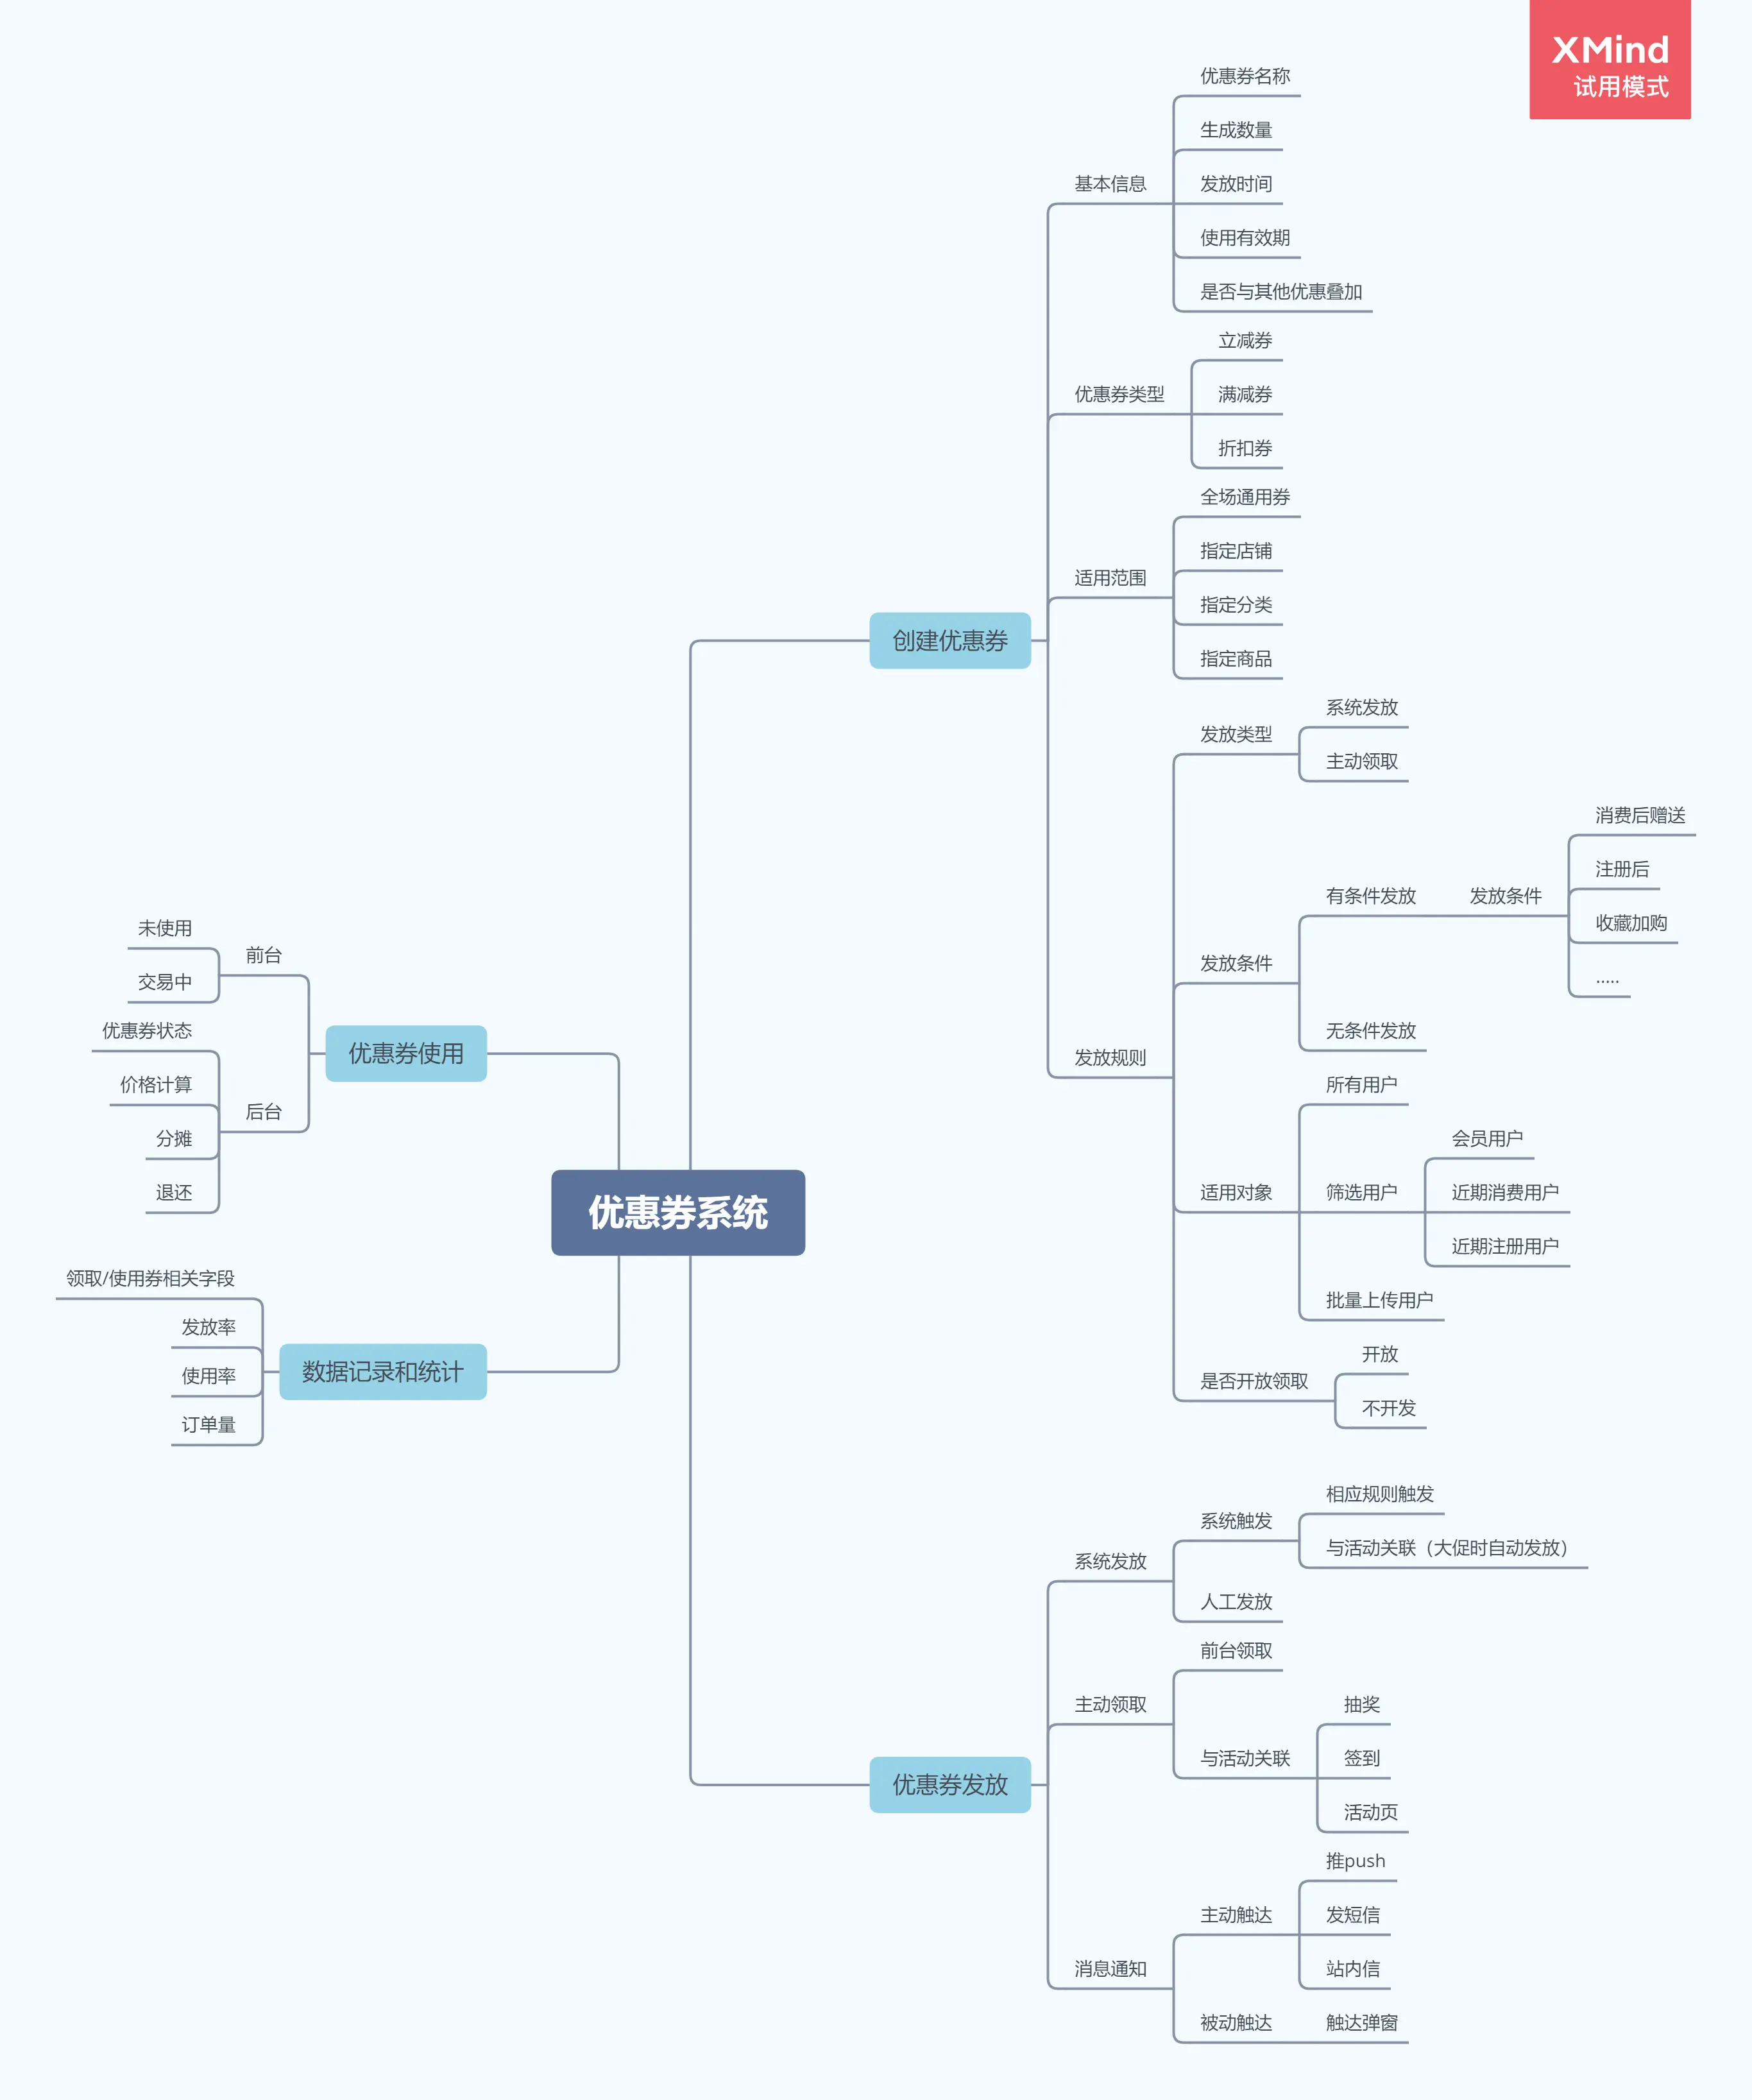 XMind
试用模式
优惠券系统
创建优惠券
基本信息
优惠券名称
生成数量
发放时间
使用有效期
是否与其他优惠叠加
优惠券类型
立减券
满减券
折扣券
适用范围
全场通用券
指定店铺
指定分类
指定商品
发放规则
发放类型
系统发放
主动领取
发放条件
有条件发放
发放条件
消费后赠送
注册后
收藏加购
.....
无条件发放
适用对象
所有用户
筛选用户
会员用户
近期消费用户
近期注册用户
批量上传用户
是否开放领取
开放
不开发
优惠券发放
系统发放
系统触发
相应规则触发
与活动关联（大促时自动发放）
人工发放
主动领取
前台领取
与活动关联
抽奖
签到
活动页
消息通知
主动触达
推push
发短信
站内信
被动触达
触达弹窗
优惠券使用
前台
未使用
交易中
后台
优惠券状态
价格计算
分摊
退还
数据记录和统计
领取/使用券相关字段
发放率
使用率
订单量